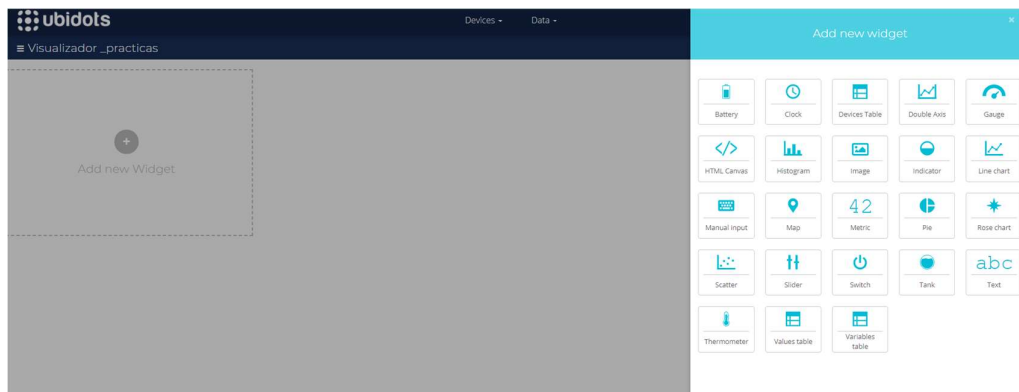 ubidots
Devices
Data
Add new widget
Visualizador _practicas
Add new Widget
Battery
Clock
Devices Table
Double Axis
Gauge
HTML Canvas
Histogram
Image
Indicator
Line chart
Manual input
Map
42
Metric
Pie
Rose chart
Scatter
Slider
Switch
Tank
abc
Text
Thermometer
Values table
Variables
table